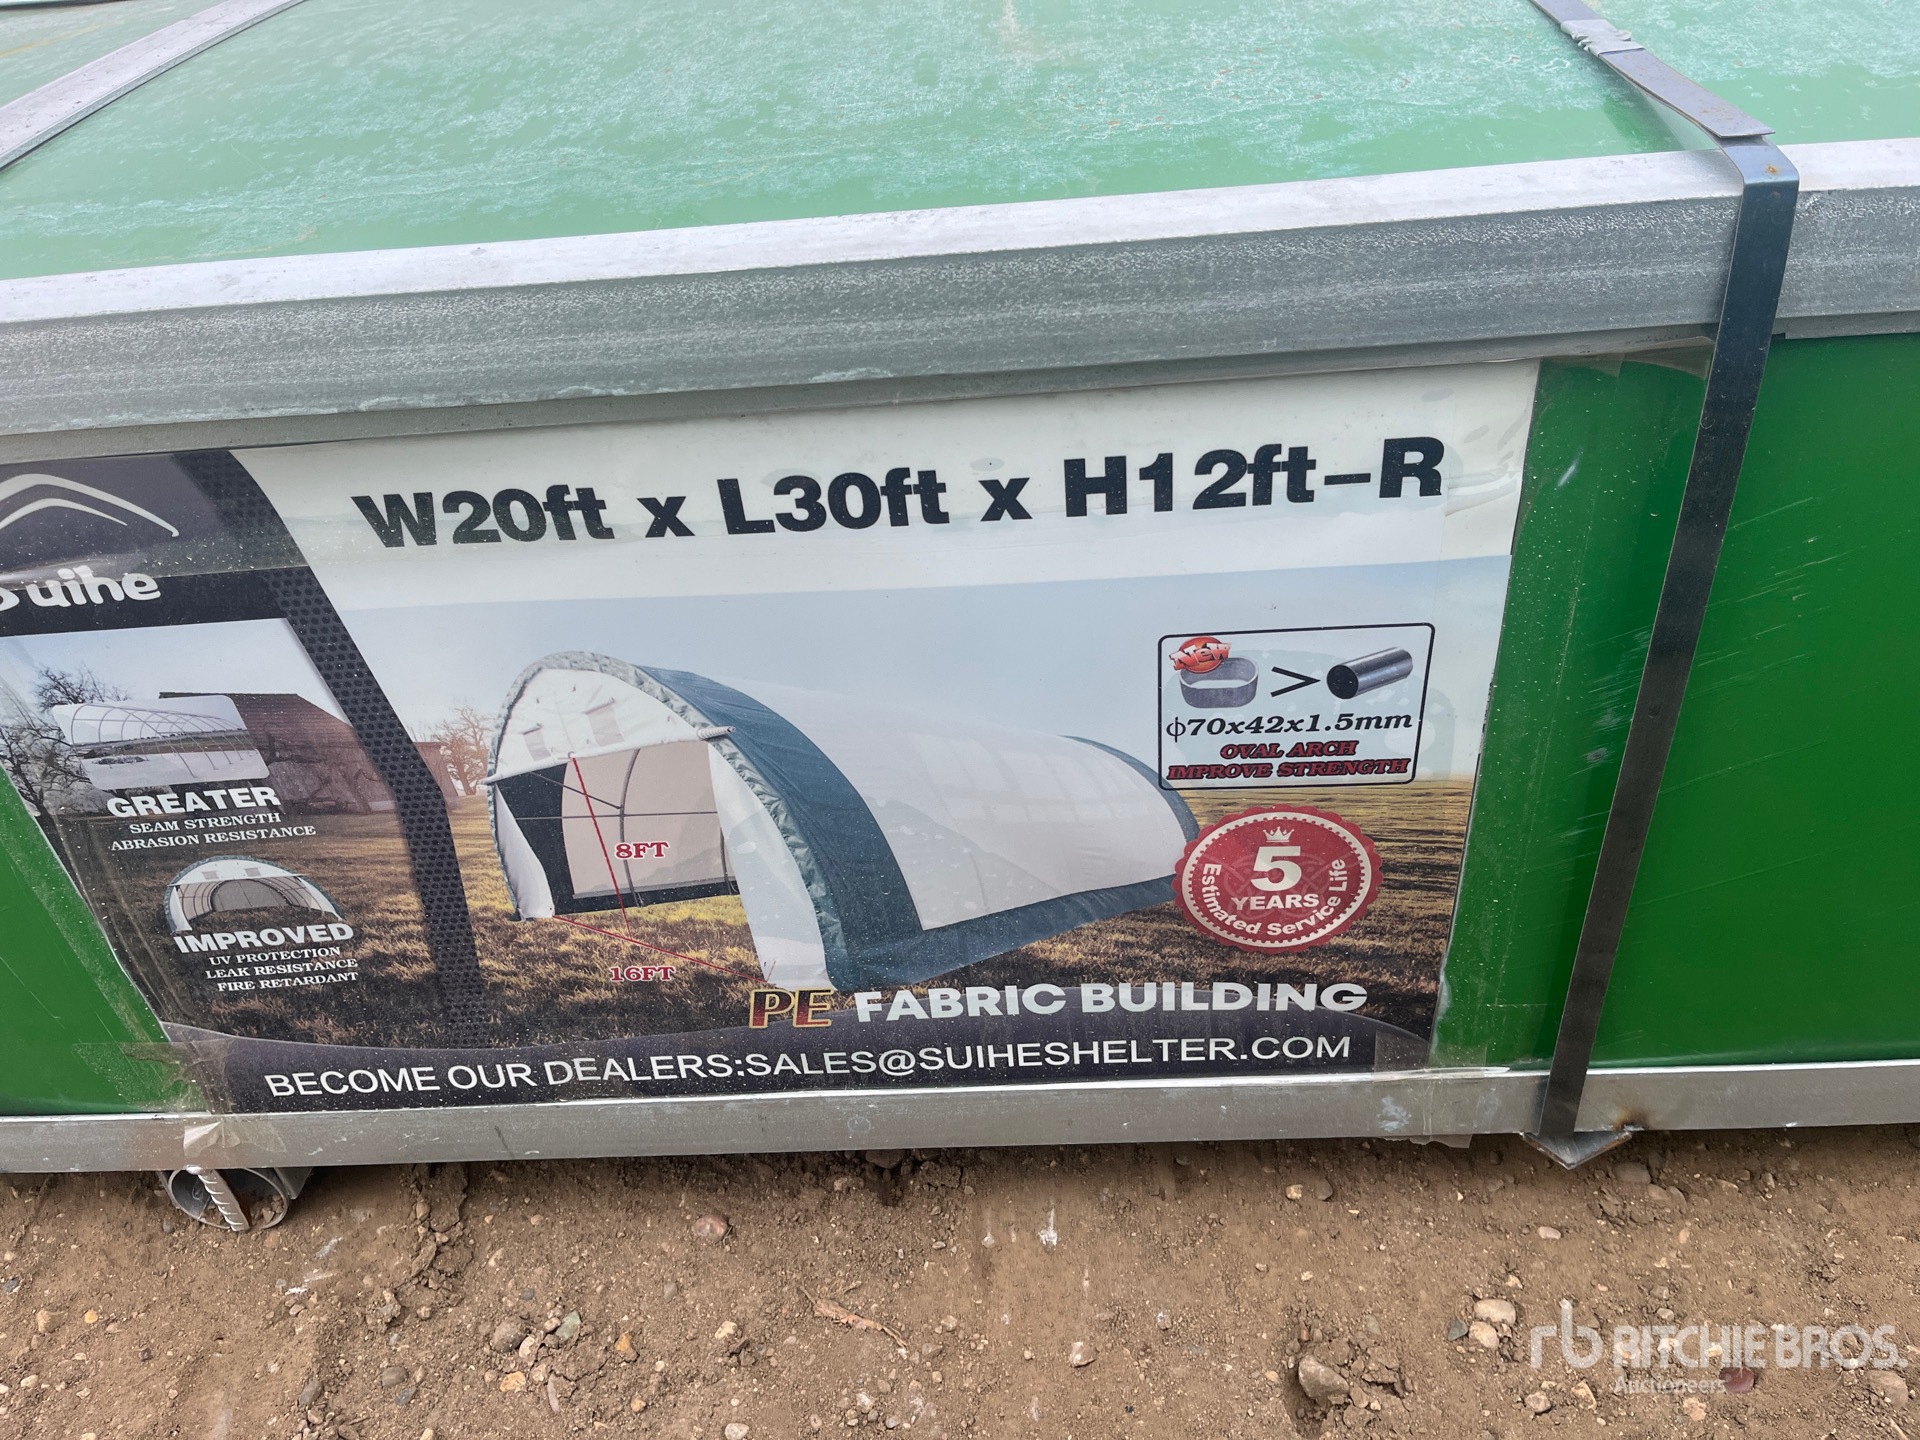 W20ft x L30ft x H12ft-R
Suihe
New
>
ϕ70x42x1.5mm
OVAL ARCH
IMPROVE STRENGTH
GREATER
SEAM STRENGTH
ABRASION RESISTANCE
8FT
5
YEARS
Estimated Service Life
IMPROVED
UV PROTECTION
LEAK RESISTANCE
FIRE RETARDANT
16FT
PE FABRIC BUILDING
BECOME OUR DEALERS:SALES@SUIHESHELTER.COM
rb RITCHIE BROS.
Auctioneers